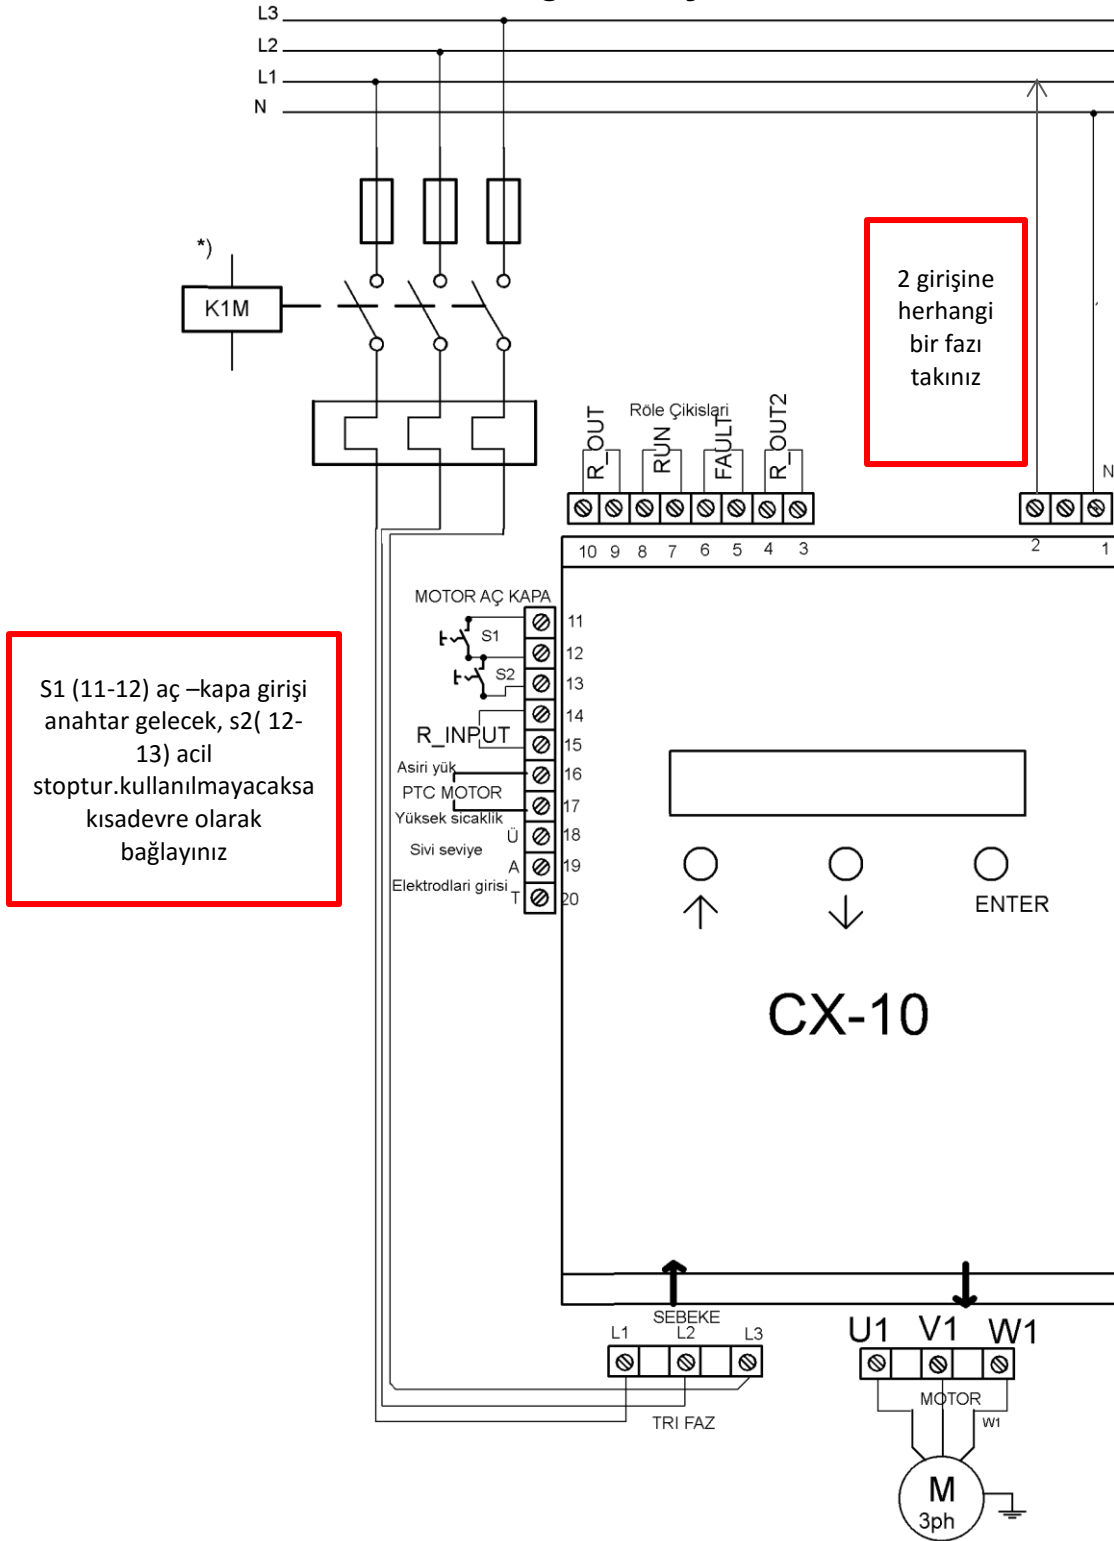 L3
L2
L1
N
*)
K1M
2 girişine
herhangi
bir fazı
takınız
Röle Çikislari
R_OUT
RUN
FAULT
R_OUT2
N
10 9 8 7 6 5 4 3 2 1
MOTOR AÇ KAPA
11
S1
12
S2
13
14
R_INPUT
15
Asiri yük
16
PTC MOTOR
17
Yüksek sicaklik
Ü 18
Sivi seviye
A 19
Elektrodlari girisi
T 20
S1 (11-12) aç –kapa girişi
anahtar gelecek, s2( 12-
13) acil
stoptur.kullanılmayacaksa
kısadevre olarak
bağlayınız
ENTER
CX-10
SEBEKE
L1 L2 L3
TRI FAZ
U1 V1 W1
MOTOR
W1
M
3ph